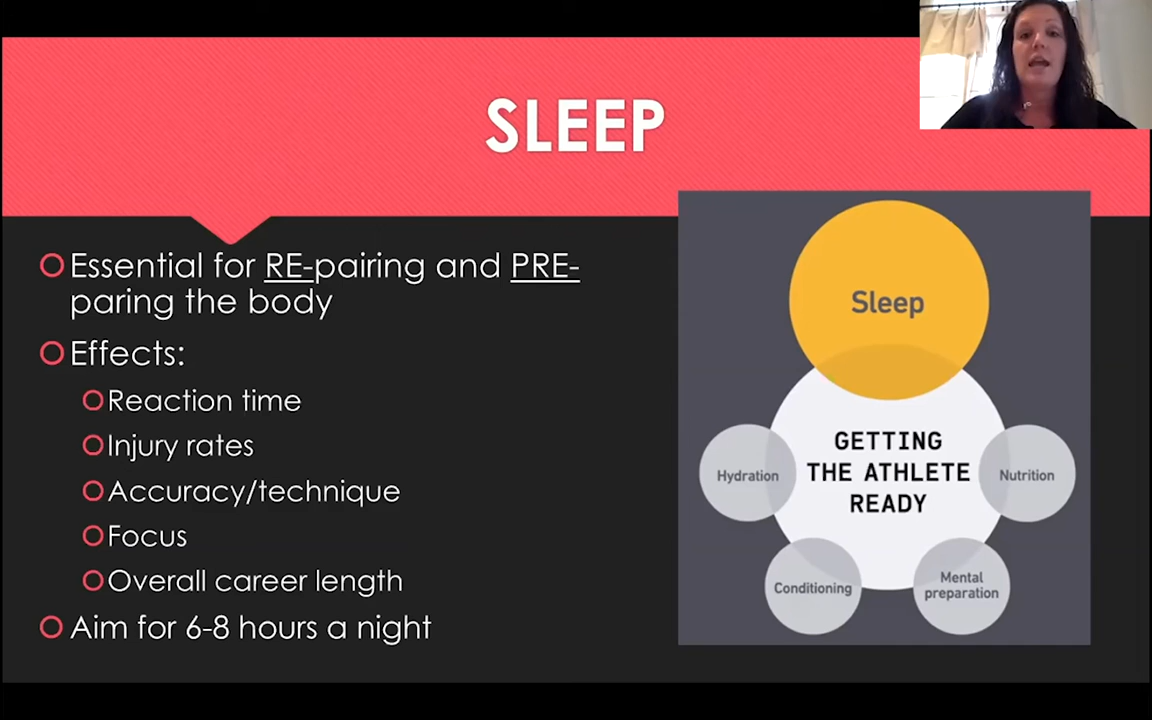 SLEEP
Essential for RE-pairing and PRE-
paring the body
Effects:
Reaction time
Injury rates
Accuracy/technique
Focus
Overall career length
Aim for 6-8 hours a night
Sleep
GETTING
THE ATHLETE
READY
Hydration
Nutrition
Conditioning
Mental
preparation